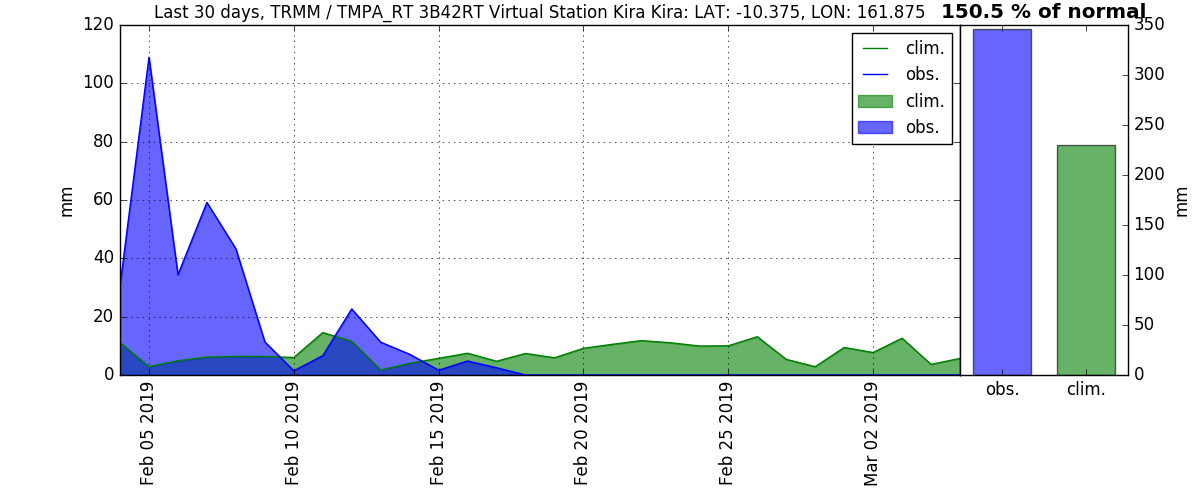 Last 30 days, TRMM / TMPA_RT 3B42RT Virtual Station Kira Kira: LAT: -10.375, LON: 161.875
150.5 % of normal
120
100
80
60
40
20
0
mm
clim.
obs.
clim.
obs.
350
300
250
200
150
100
50
0
mm
obs.
clim.
Feb 05 2019
Feb 10 2019
Feb 15 2019
Feb 20 2019
Feb 25 2019
Mar 02 2019